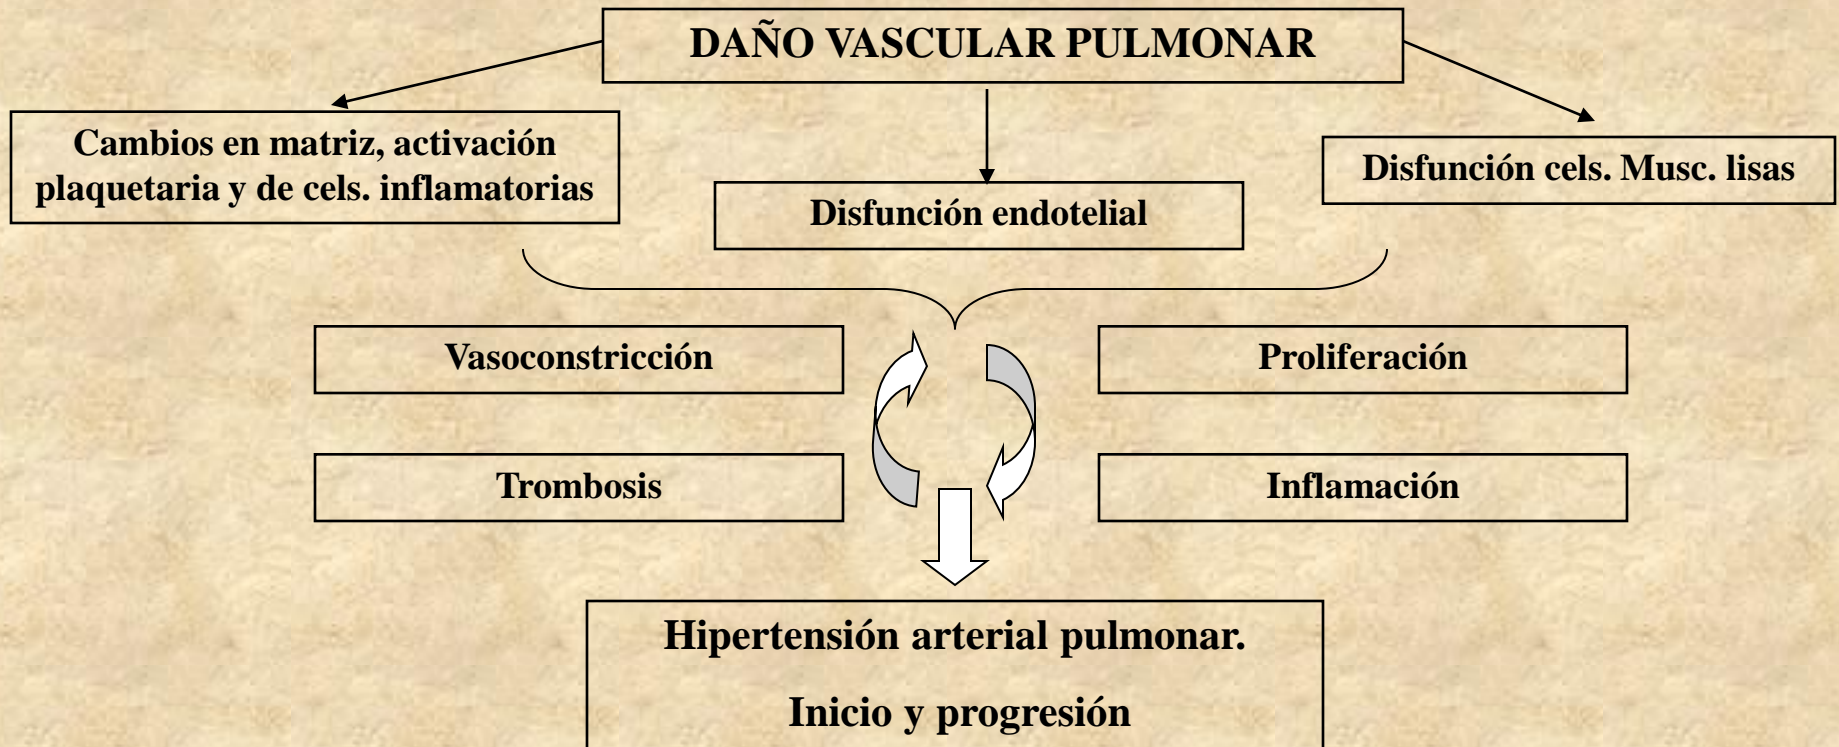 DAÑO VASCULAR PULMONAR
Cambios en matriz, activación
plaquetaria y de cels. inflamatorias
Disfunción endotelial
Disfunción cels. Musc. lisas
Vasoconstricción
Proliferación
Trombosis
Inflamación
Hipertensión arterial pulmonar.
Inicio y progresión